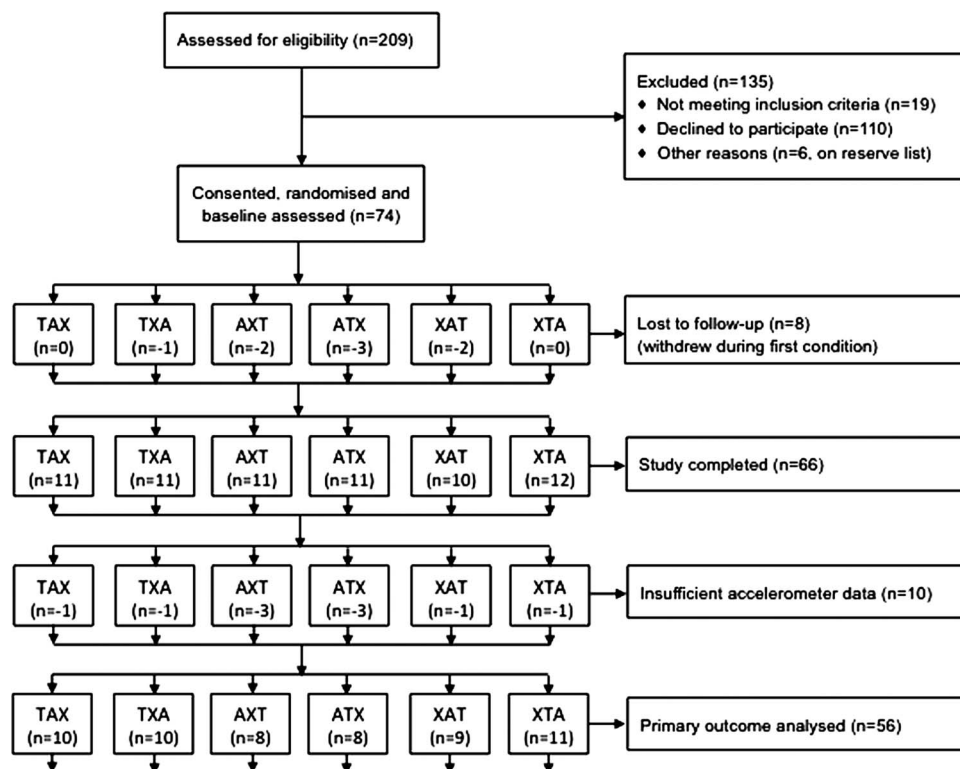 Assessed for eligibility (n=209)
Excluded (n=135)
♦ Not meeting inclusion criteria (n=19)
♦ Declined to participate (n=110)
♦ Other reasons (n=6, on reserve list)
Consented, randomised and
baseline assessed (n=74)
TAX
(n=0)
TXA
(n=-1)
AXT
(n=-2)
ATX
(n=-3)
XAT
(n=-2)
XTA
(n=0)
Lost to follow-up (n=8)
(withdrew during first condition)
TAX
(n=11)
TXA
(n=11)
AXT
(n=11)
ATX
(n=11)
XAT
(n=10)
XTA
(n=12)
Study completed (n=66)
TAX
(n=-1)
TXA
(n=-1)
AXT
(n=-3)
ATX
(n=-3)
XAT
(n=-1)
XTA
(n=-1)
Insufficient accelerometer data (n=10)
TAX
(n=10)
TXA
(n=10)
AXT
(n=8)
ATX
(n=8)
XAT
(n=9)
XTA
(n=11)
Primary outcome analysed (n=56)